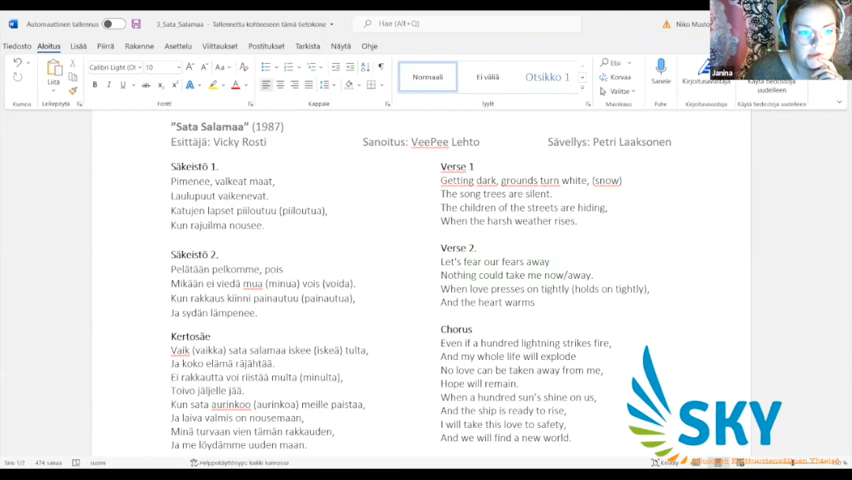 Automaattinen tallennus
3_Sata_Salamaa – Tallennettu kohteeseen tämä tietokone
Hae (Alt+Q)
Tiedosto Aloitus Lisää Piirrä Rakenne Asettelu Viittaukset Postitukset Tarkista Näytä Ohje
Liitä
Leikepöytä
Calibri Light (O 10
Fontti
Kappale
Normaali
Ei väliä
Otsikko 1
Tyylit
Etsi
Korvaa
Valitse
Muokkaus
Sanele
Puhe
Janina
"Sata Salamaa" (1987)
Esittäjä: Vicky Rosti Sanoitus: VeePee Lehto Sävellys: Petri Laaksonen
Säkeistö 1.
Pimenee, valkeat maat,
Laulupuut vaikenevat.
Katujen lapset piiloutuu (piiloutua),
Kun rajuilma nousee.
Säkeistö 2.
Pelätään pelkomme, pois
Mikään ei viedä mua (minua) vois (voida).
Kun rakkaus kiinni painautuu (painautua),
Ja sydän lämpenee.
Kertosäe
Vaik (vaikka) sata salamaa iskee (iskeä) tulta,
Ja koko elämä räjähtää.
Ei rakkautta voi riistää multa (minulta),
Toivo jäljelle jää.
Kun sata aurinkoo (aurinkoa) meille paistaa,
Ja laiva valmis on nousemaan,
Minä turvaan vien tämän rakkauden,
Ja me löydämme uuden maan.
Verse 1
Getting dark, grounds turn white, (snow)
The song trees are silent.
The children of the streets are hiding,
When the harsh weather rises.
Verse 2.
Let's fear our fears away
Nothing could take me now/away.
When love presses on tightly (holds on tightly),
And the heart warms
Chorus
Even if a hundred lightning strikes fire,
And my whole life will explode
No love can be taken away from me,
Hope will remain.
When a hundred sun's shine on us,
And the ship is ready to rise,
I will take this love to safety,
And we will find a new world.
SKY
Sivu 1/2 474 sanaa suomi Helppokäyttöisyys: kaikki kunnossa